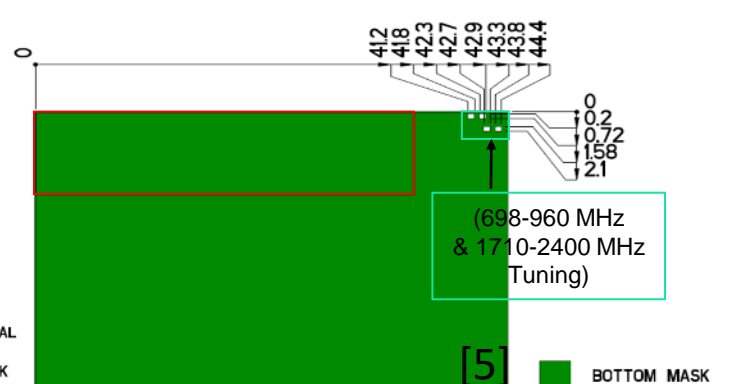 0
41.2
41.8
42.3
42.7
42.9
43.3
43.8
44.4
0
0.2
0.72
1.58
2.1
(698-960 MHz
& 1710-2400 MHz
Tuning)
AL
K
[5]
BOTTOM MASK